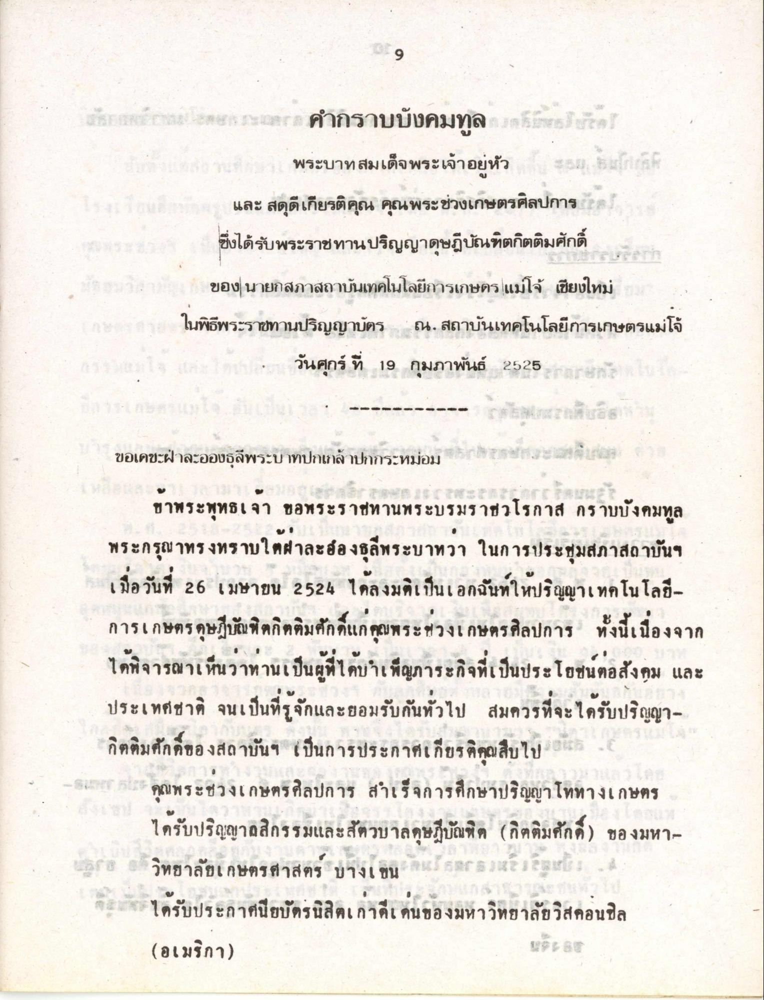 9
คำกราบบังคมทูล
พระบาทสมเด็จพระเจ้าอยู่หัว
และ สดุดีเกียรติคุณ คุณพระช่วงเกษตรศิลปการ
ซึ่งได้รับพระราชทานปริญญาดุษฎีบัณฑิตกิตติมศักดิ์
ของ นายกสภาสถาบันเทคโนโลยีการเกษตร แม่โจ้ เชียงใหม่
ในพิธีพระราชทานปริญญาบัตร ณ. สถาบันเทคโนโลยีการเกษตรแม่โจ้
วันศุกร์ ที่ 19 กุมภาพันธ์ 2525
-----------
ขอเดชะฝ่าละอองธุลีพระบาทปกเกล้าปกกระหม่อม
ข้าพระพุทธเจ้า ขอพระราชทานพระบรมราชวโรกาส กราบบังคมทูล
พระกรุณาทรงทราบใต้ฝ่าละอองธุลีพระบาทว่า ในการประชุมสภาสถาบันฯ
เมื่อวันที่ 26 เมษายน 2524 ได้ลงมติเป็นเอกฉันท์ให้ปริญญาเทคโนโลยี-
การเกษตรดุษฎีบัณฑิตกิตติมศักดิ์แก่คุณพระช่วงเกษตรศิลปการ ทั้งนี้เนื่องจาก
ได้พิจารณาเห็นว่าท่านเป็นผู้ที่ได้บำเพ็ญภาระกิจที่เป็นประโยชน์ต่อสังคม และ
ประเทศชาติ จนเป็นที่รู้จักและยอมรับกันทั่วไป สมควรที่จะได้รับปริญญา-
กิตติมศักดิ์ของสถาบันฯ เป็นการประกาศเกียรติคุณสืบไป
คุณพระช่วงเกษตรศิลปการ สำเร็จการศึกษาปริญญาโททางเกษตร
ได้รับปริญญากสิกรรมและสัตวบาลดุษฎีบัณฑิต (กิตติมศักดิ์) ของมหา-
วิทยาลัยเกษตรศาสตร์ บางเขน
ได้รับประกาศนียบัตรนิสิตเก่าดีเด่นของมหาวิทยาลัยวิสคอนซิล
(อเมริกา)